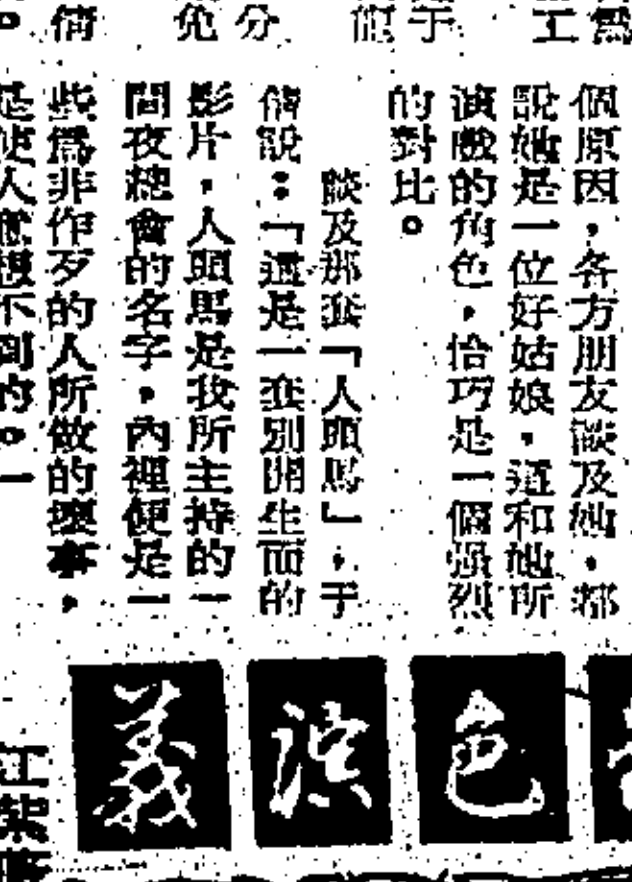 個原因,各方朋友談及她,都
說她是一位好姑娘,這和她所
演戲的角色,恰巧是一個强烈
的對比。
談及那套「人頭馬」,于
倩說:「這是一套別開生面的
影片,人頭馬是我所主持的一
間夜總會的名字,內裡便是一
些爲非作歹的人所做的壞事,
是使人意想不到的。」
色演義